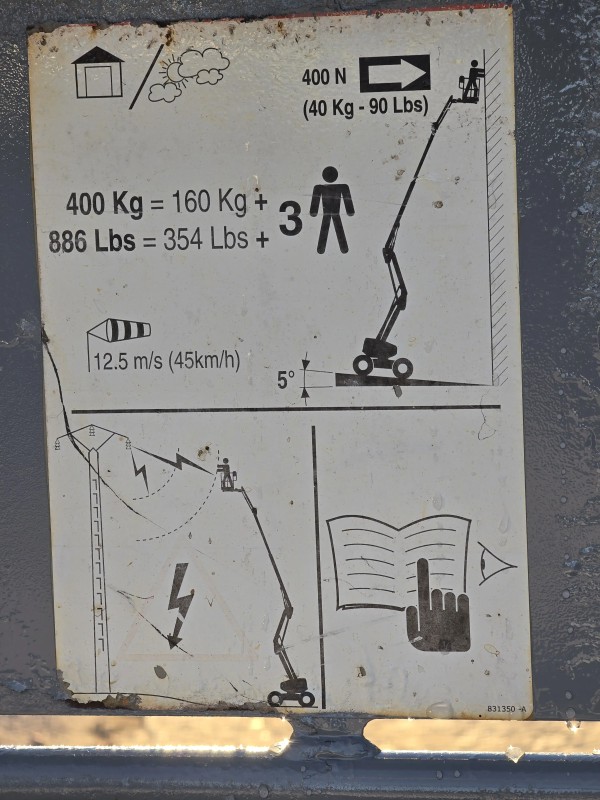 400 N
(40 Kg - 90 Lbs)
400 Kg = 160 Kg +
3
886 Lbs = 354 Lbs +
12.5 m/s (45km/h)
5°
831350 -A